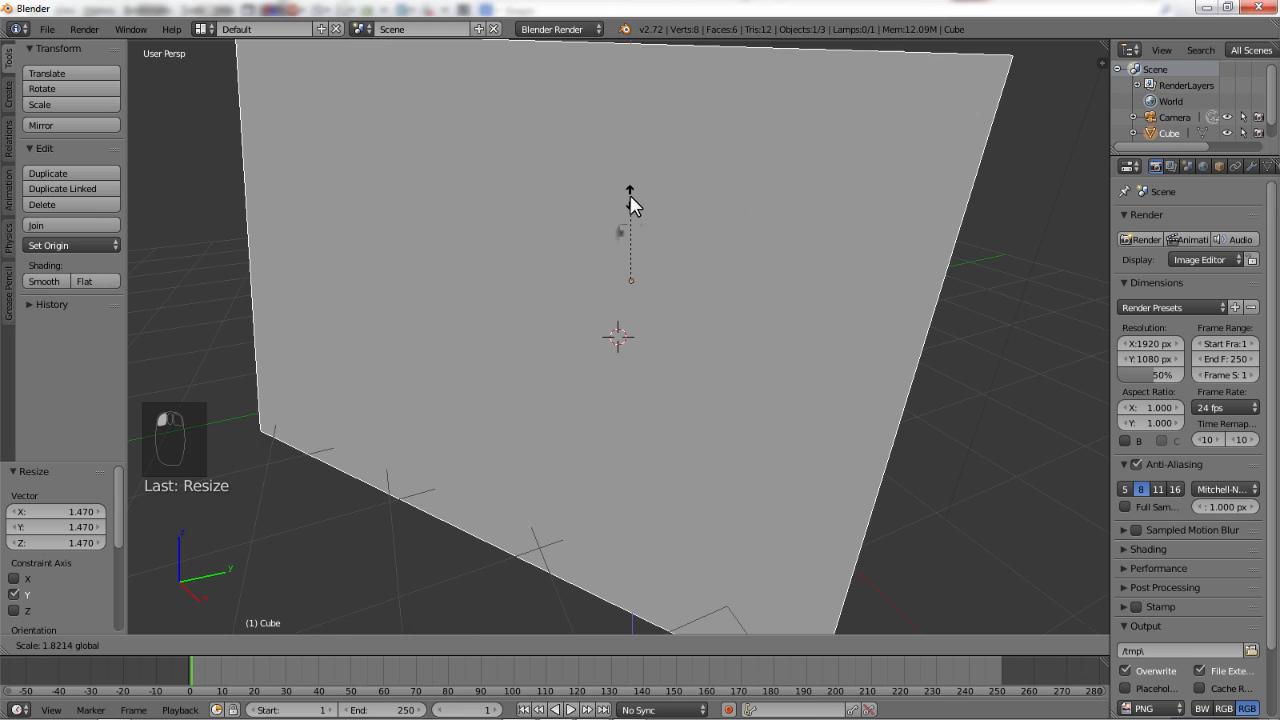 Blender
File
Render
Window
Help
Default
Scene
Blender Render
v2.72 | Verts:8 | Faces:6 | Tris:12 | Objects:1/3 | Lamps:0/1 | Mem:12.09M | Cube
View
Search
All Scenes
Tools
Create
Relations
Animation
Physics
Grease Pencil
Transform
Translate
Rotate
Scale
Mirror
Edit
Duplicate
Duplicate Linked
Delete
Join
Set Origin
Shading:
Smooth
Flat
History
User Persp
Resize
Vector
X: 1.470
Y: 1.470
Z: 1.470
Constraint Axis
X
Y
Z
Orientation
Last: Resize
z
y
x
(1) Cube
Scale: 1.8214 global
Scene
RenderLayers
World
Camera
Cube
Scene
Render
Render
Animati
Audio
Display:
Image Editor
Dimensions
Render Presets
Resolution:
Frame Range:
X:1920 px
Start Fra:1
Y:1080 px
End F: 250
50%
Frame S: 1
Aspect Ratio:
Frame Rate:
X: 1.000
24 fps
Y: 1.000
Time Remap...
B
C
10
10
Anti-Aliasing
5
8
11
16
Mitchell-N...
Full Sam...
: 1.000 px
Sampled Motion Blur
Shading
Performance
Post Processing
Stamp
Output
/tmp\
Overwrite
File Exte...
Placehol...
Cache R...
PNG
BW
RGB
RGB
-50 -40 -30 -20 -10 0 10 20 30 40 50 60 70 80 90 100 110 120 130 140 150 160 170 180 190 200 210 220 230 240 250 260 270 280
View
Marker
Frame
Playback
Start: 1
End: 250
1
No Sync